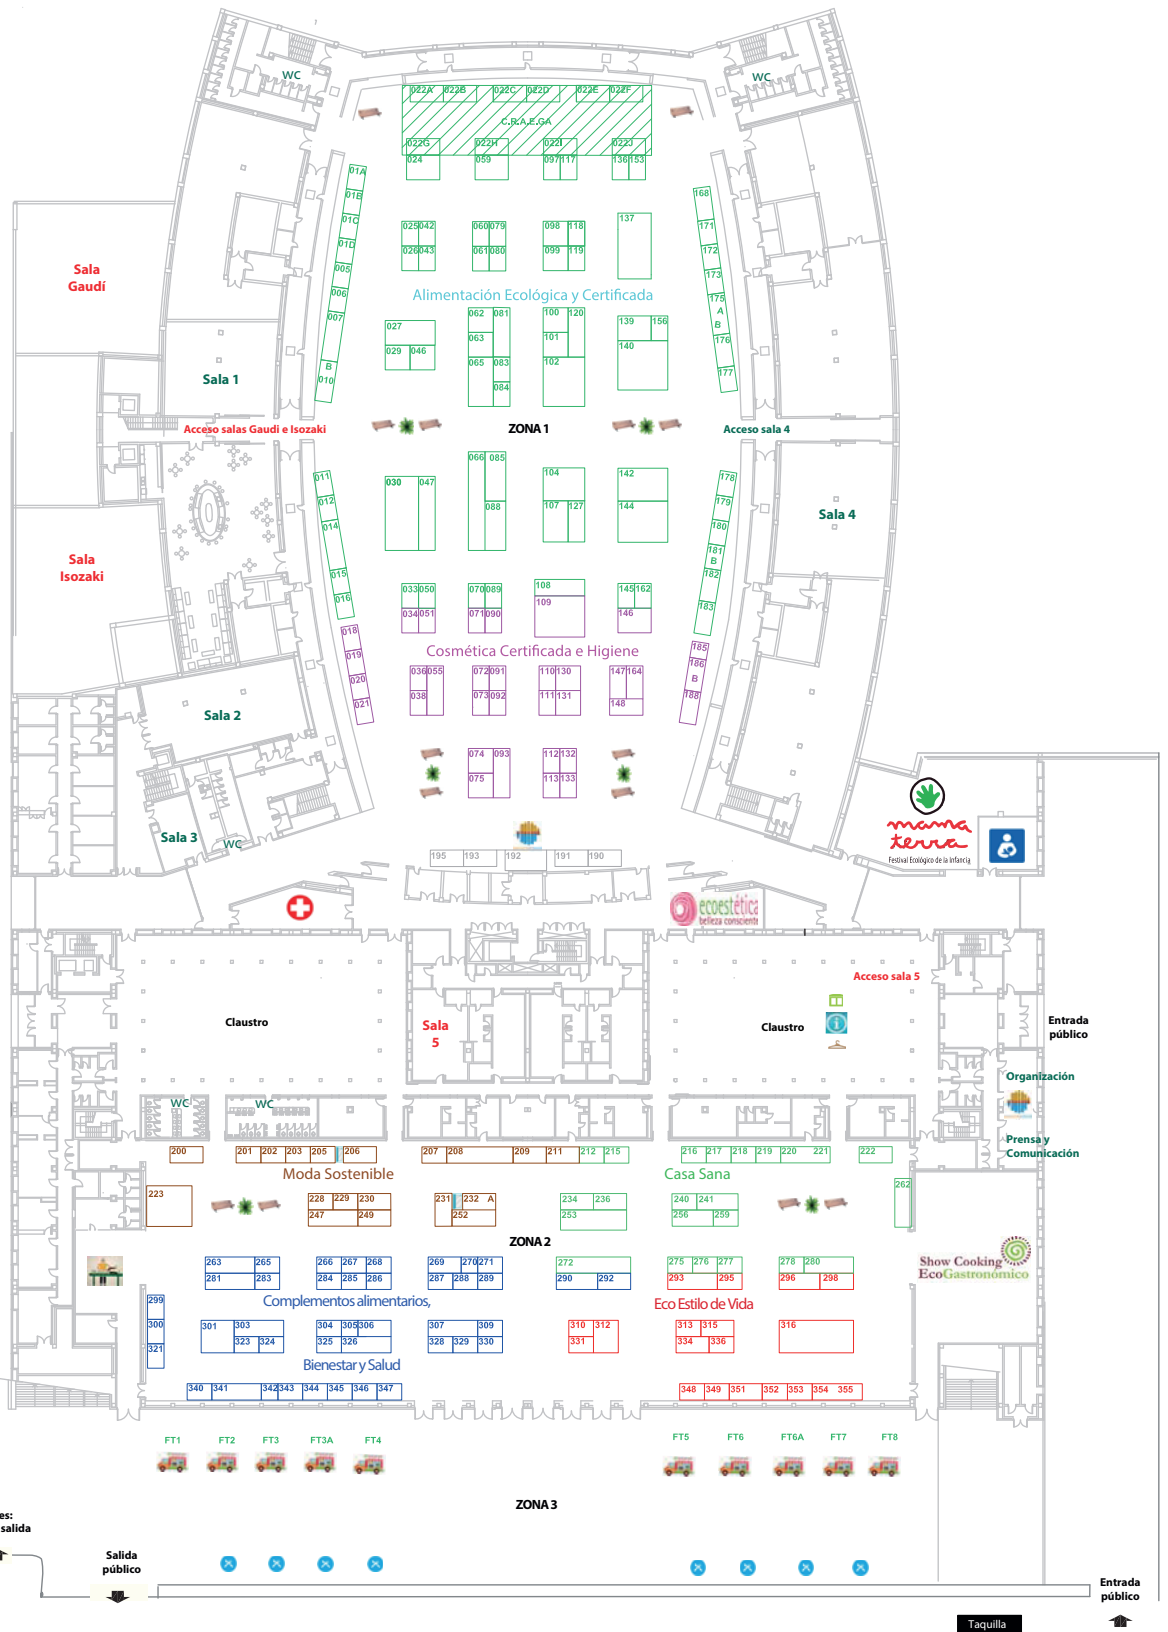 WC
WC
022A 022B 022C 022D 022E 022F
C.R.A.E.GA
022G 022H 022I 022J
024 059 097 117 136 153
01A
01B
01C
01D
005
006
007
B
010
168
171
172
173
175
A
B
176
177
025 042 060 079 098 118 137
026 043 061 080 099 119
Sala
Gaudí
Alimentación Ecológica y Certificada
062 081 100 120
027 063 101 139 156
029 046 065 083 102 140
084
Sala 1
Acceso salas Gaudi e Isozaki
ZONA 1
Acceso sala 4
011
012
014
015
016
066 085 104 142
030 047 088 107 127 144
178
179
180
181
B
182
183
Sala 4
Sala
Isozaki
033 050 070 089 108 145 162
034 051 071 090 109 146
018
019
020
021
185
186
B
188
Cosmética Certificada e Higiene
036 055 072 091 110 130 147 164
038 073 092 111 131 148
Sala 2
074 093 112 132
075 113 133
Sala 3
WC
mama
terra
Festival Ecológico de la Infancia
195 193 192 191 190
ecoestética
belleza consciente
Acceso sala 5
Claustro
Sala
5
Claustro
Entrada
público
Organización
Prensa y
Comunicación
WC WC
200 201 202 203 205 206 207 208 209 211 212 215 216 217 218 219 220 221 222
Moda Sostenible
Casa Sana
223 228 229 230 231 232 A 234 236 240 241 262
247 249 252 253 256 259
ZONA 2
Show Cooking
EcoGastronómico
263 265 266 267 268 269 270 271 272 275 276 277 278 280
281 283 284 285 286 287 288 289 290 292 293 295 296 298
Complementos alimentarios,
Eco Estilo de Vida
299
300
321
301 303 304 305 306 307 309 310 312 313 315 316
323 324 325 326 328 329 330 331 334 336
Bienestar y Salud
340 341 342 343 344 345 346 347 348 349 351 352 353 354 355
FT1 FT2 FT3 FT3A FT4 FT5 FT6 FT6A FT7 FT8
ZONA 3
es:
salida
Salida
público
Entrada
público
Taquilla